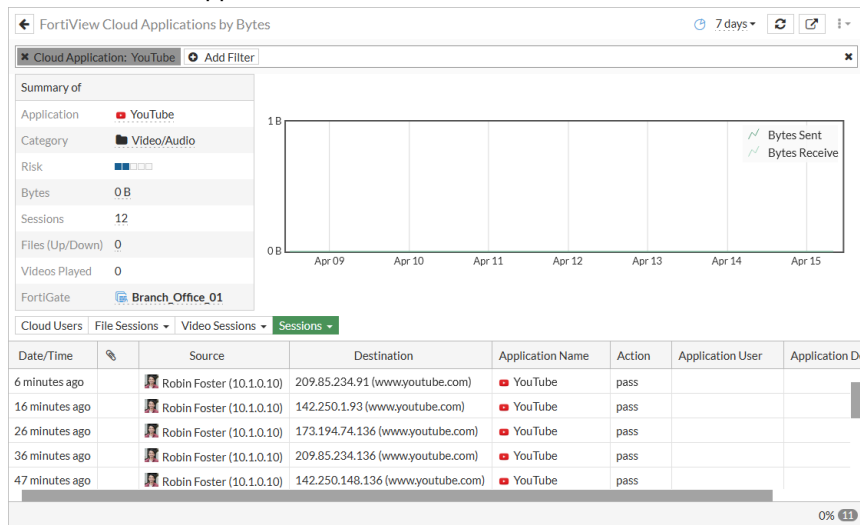 FortiView Cloud Applications by Bytes
7 days
Cloud Application: YouTube
Add Filter
Summary of
Application YouTube
Category Video/Audio
Risk
Bytes 0 B
Sessions 12
Files (Up/Down) 0
Videos Played 0
FortiGate Branch_Office_01
1 B
0 B
Bytes Sent
Bytes Receive
Apr 09 Apr 10 Apr 11 Apr 12 Apr 13 Apr 14 Apr 15
Cloud Users File Sessions Video Sessions Sessions
Date/Time Source Destination Application Name Action Application User Application D
6 minutes ago Robin Foster (10.1.0.10) 209.85.234.91 (www.youtube.com) YouTube pass
16 minutes ago Robin Foster (10.1.0.10) 142.250.1.93 (www.youtube.com) YouTube pass
26 minutes ago Robin Foster (10.1.0.10) 173.194.74.136 (www.youtube.com) YouTube pass
36 minutes ago Robin Foster (10.1.0.10) 209.85.234.136 (www.youtube.com) YouTube pass
47 minutes ago Robin Foster (10.1.0.10) 142.250.148.136 (www.youtube.com) YouTube pass
0% 11